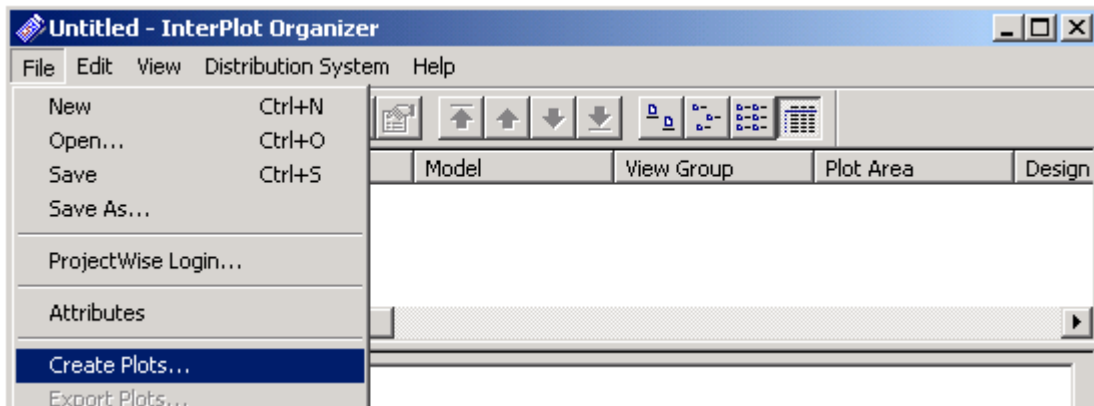 Untitled - InterPlot Organizer
File Edit View Distribution System Help
New Ctrl+N
Open... Ctrl+O
Model View Group Plot Area Design
Save Ctrl+S
Save As...
ProjectWise Login...
Attributes
Create Plots...
Export Plots...